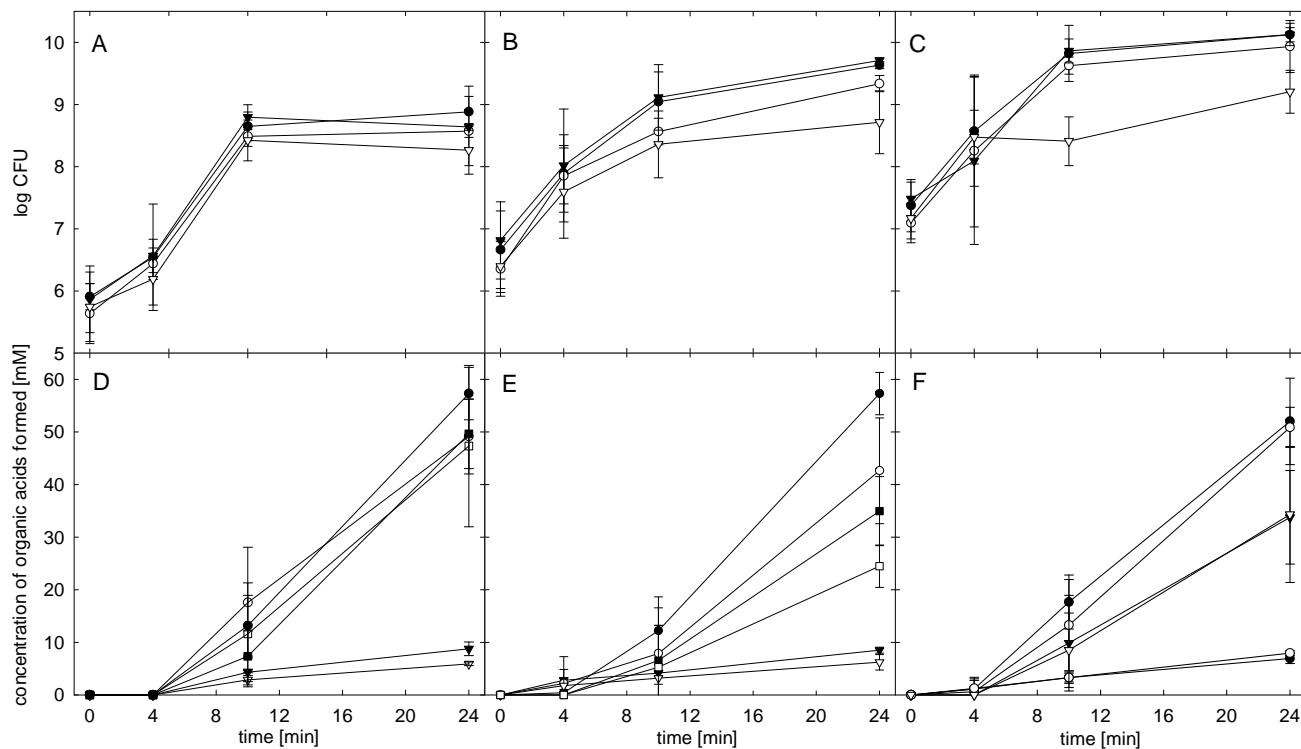 A
B
C
10
9
8
7
6
5
log CFU
D
E
F
60
50
40
30
20
10
0
concentration of organic acids formed [mM]
0 4 8 12 16 20 24 0 4 8 12 16 20 24 0 4 8 12 16 20 24
time [min] time [min] time [min]